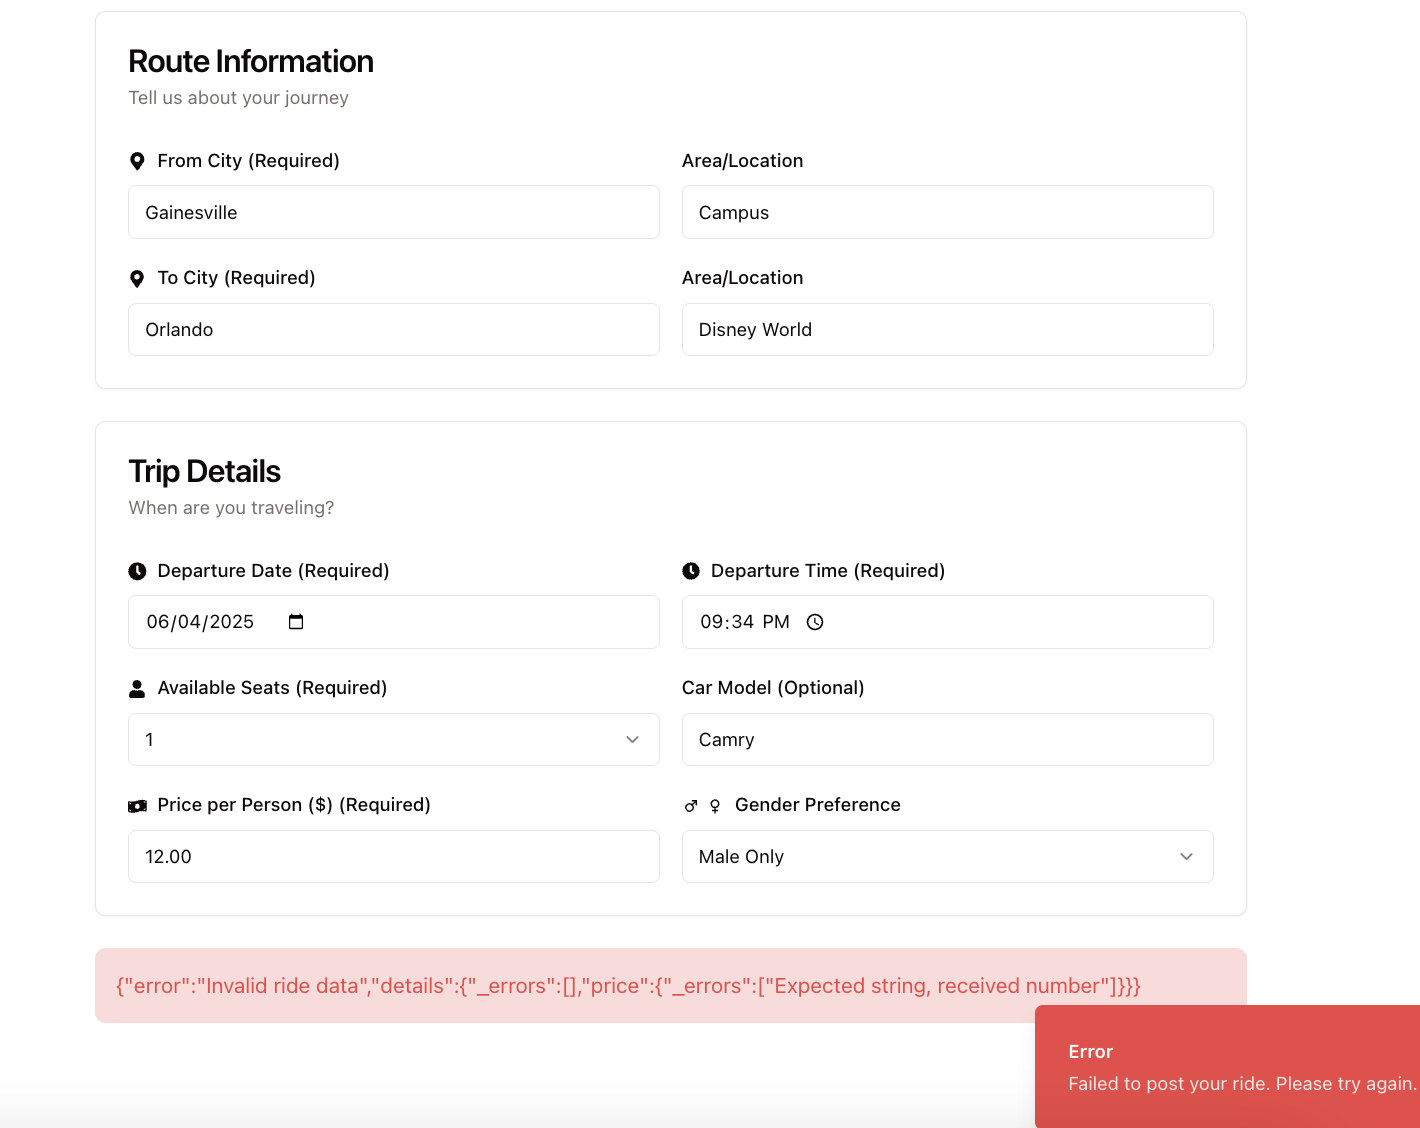 Route Information
Tell us about your journey
From City (Required)
Area/Location
Gainesville
Campus
To City (Required)
Area/Location
Orlando
Disney World
Trip Details
When are you traveling?
Departure Date (Required)
Departure Time (Required)
06/04/2025
09:34 PM
Available Seats (Required)
Car Model (Optional)
1
Camry
Price per Person ($) (Required)
Gender Preference
12.00
Male Only
{"error":"Invalid ride data","details":{"_errors":[],"price":{"_errors":["Expected string, received number"]}}}
Error
Failed to post your ride. Please try again.